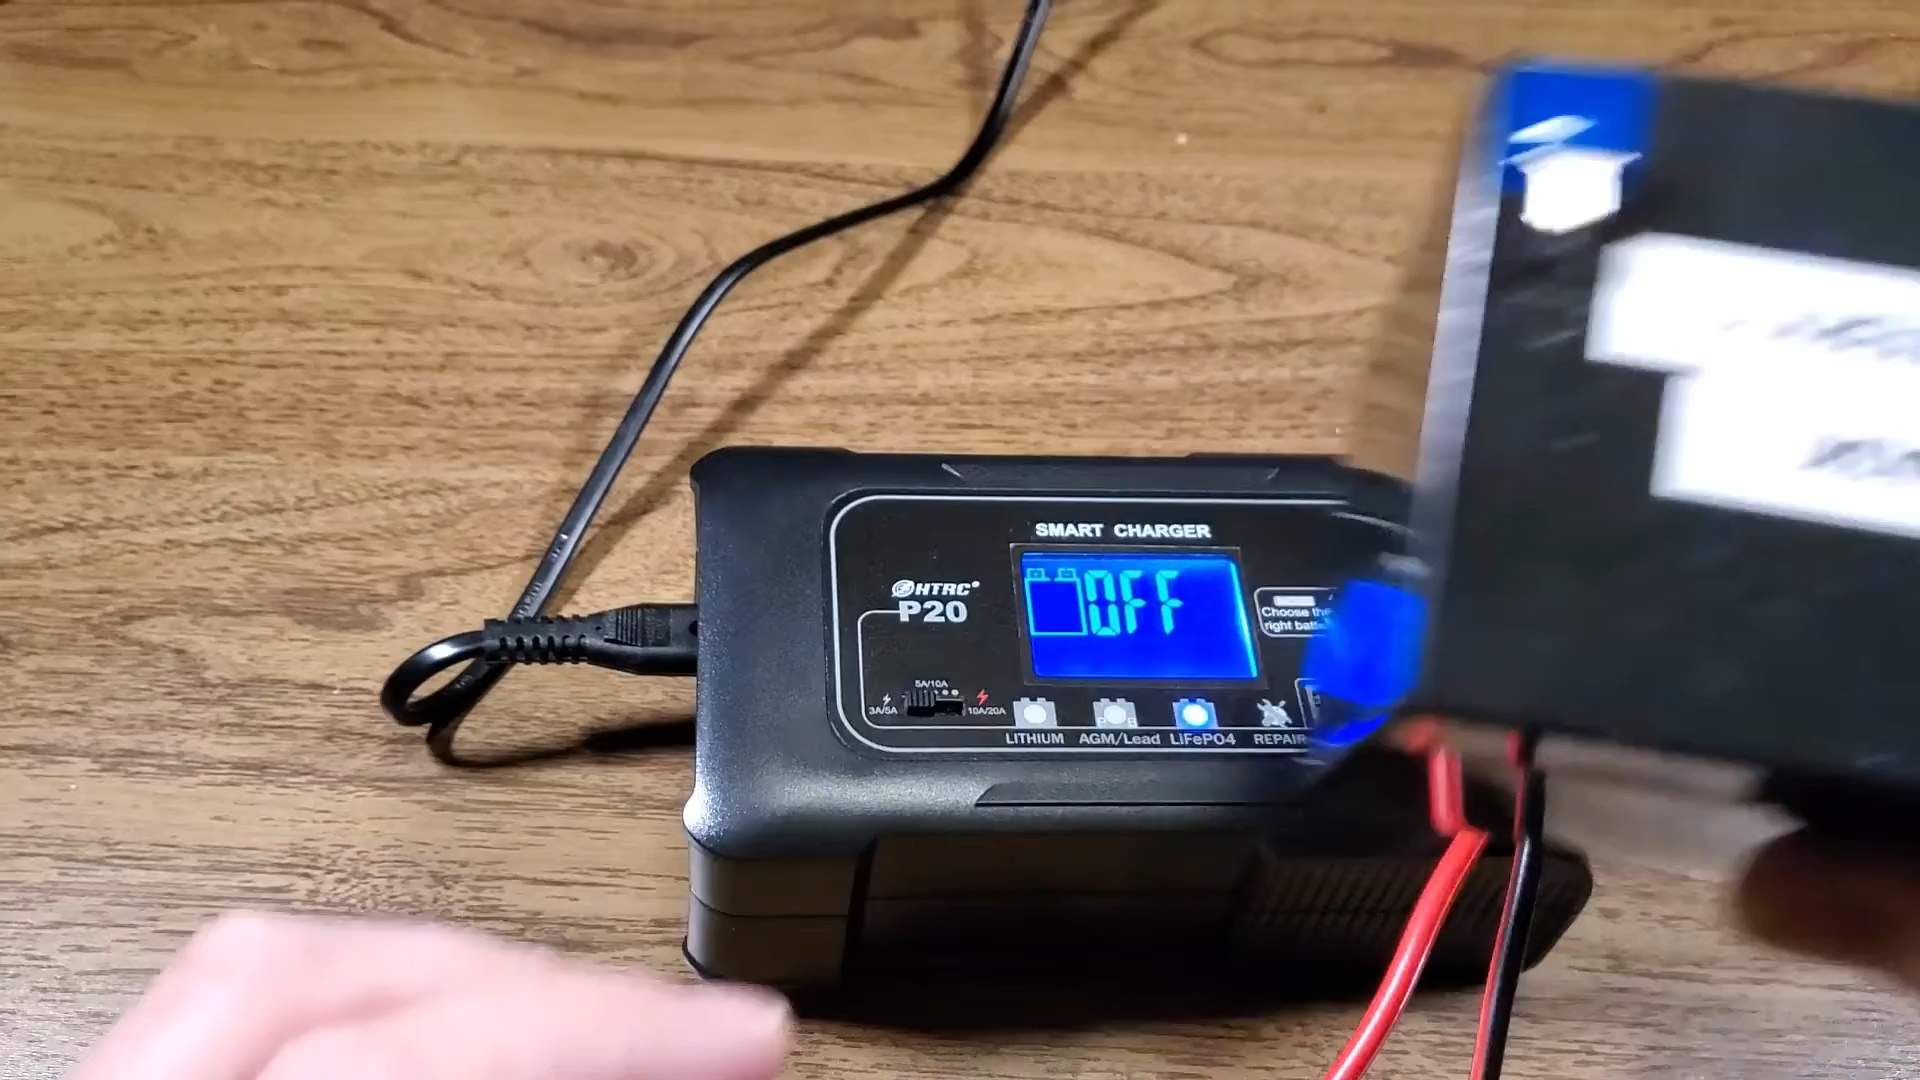 SMART CHARGER
OFF
HTRC®
P20
Choose the
right
5A/10A
3A/5A
10A/20A
LITHIUM
AGM/Lead
LiFePO4
REPAIR